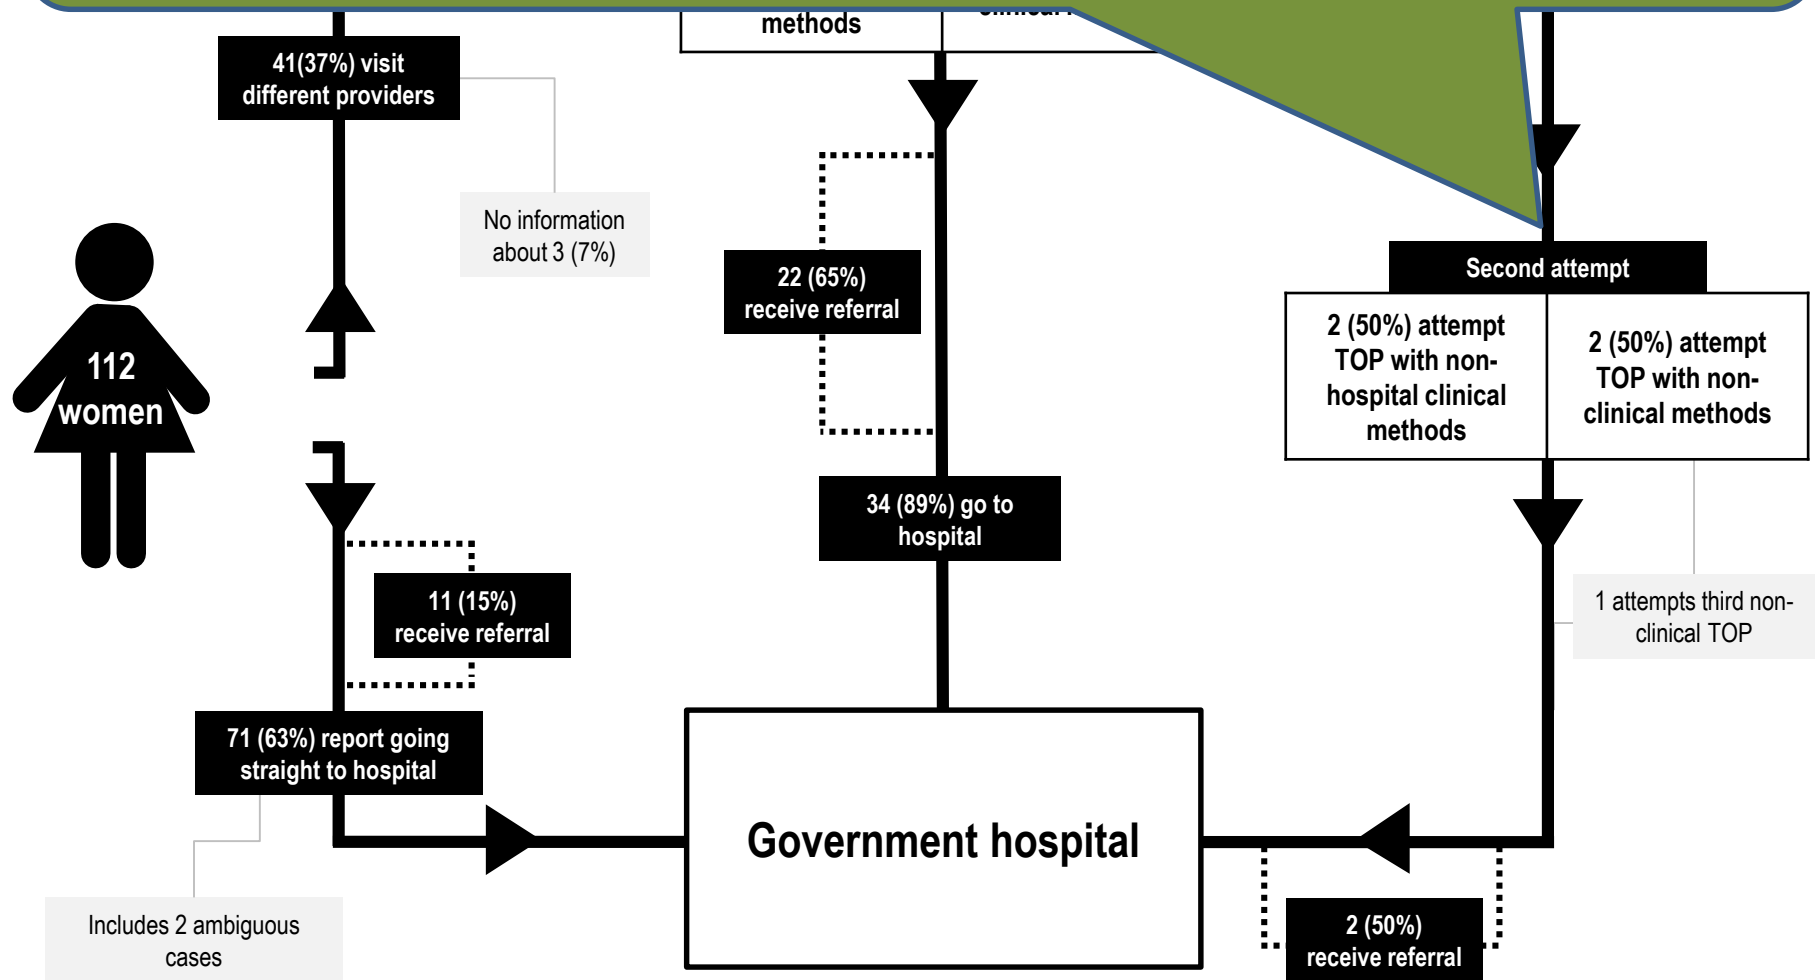 methods
clinical
41(37%) visit
different providers
No information
about 3 (7%)
112
women
22 (65%)
receive referral
Second attempt
2 (50%) attempt
TOP with non-
hospital clinical
methods
2 (50%) attempt
TOP with non-
clinical methods
34 (89%) go to
hospital
11 (15%)
receive referral
1 attempts third non-
clinical TOP
71 (63%) report going
straight to hospital
Government hospital
Includes 2 ambiguous
cases
2 (50%)
receive referral